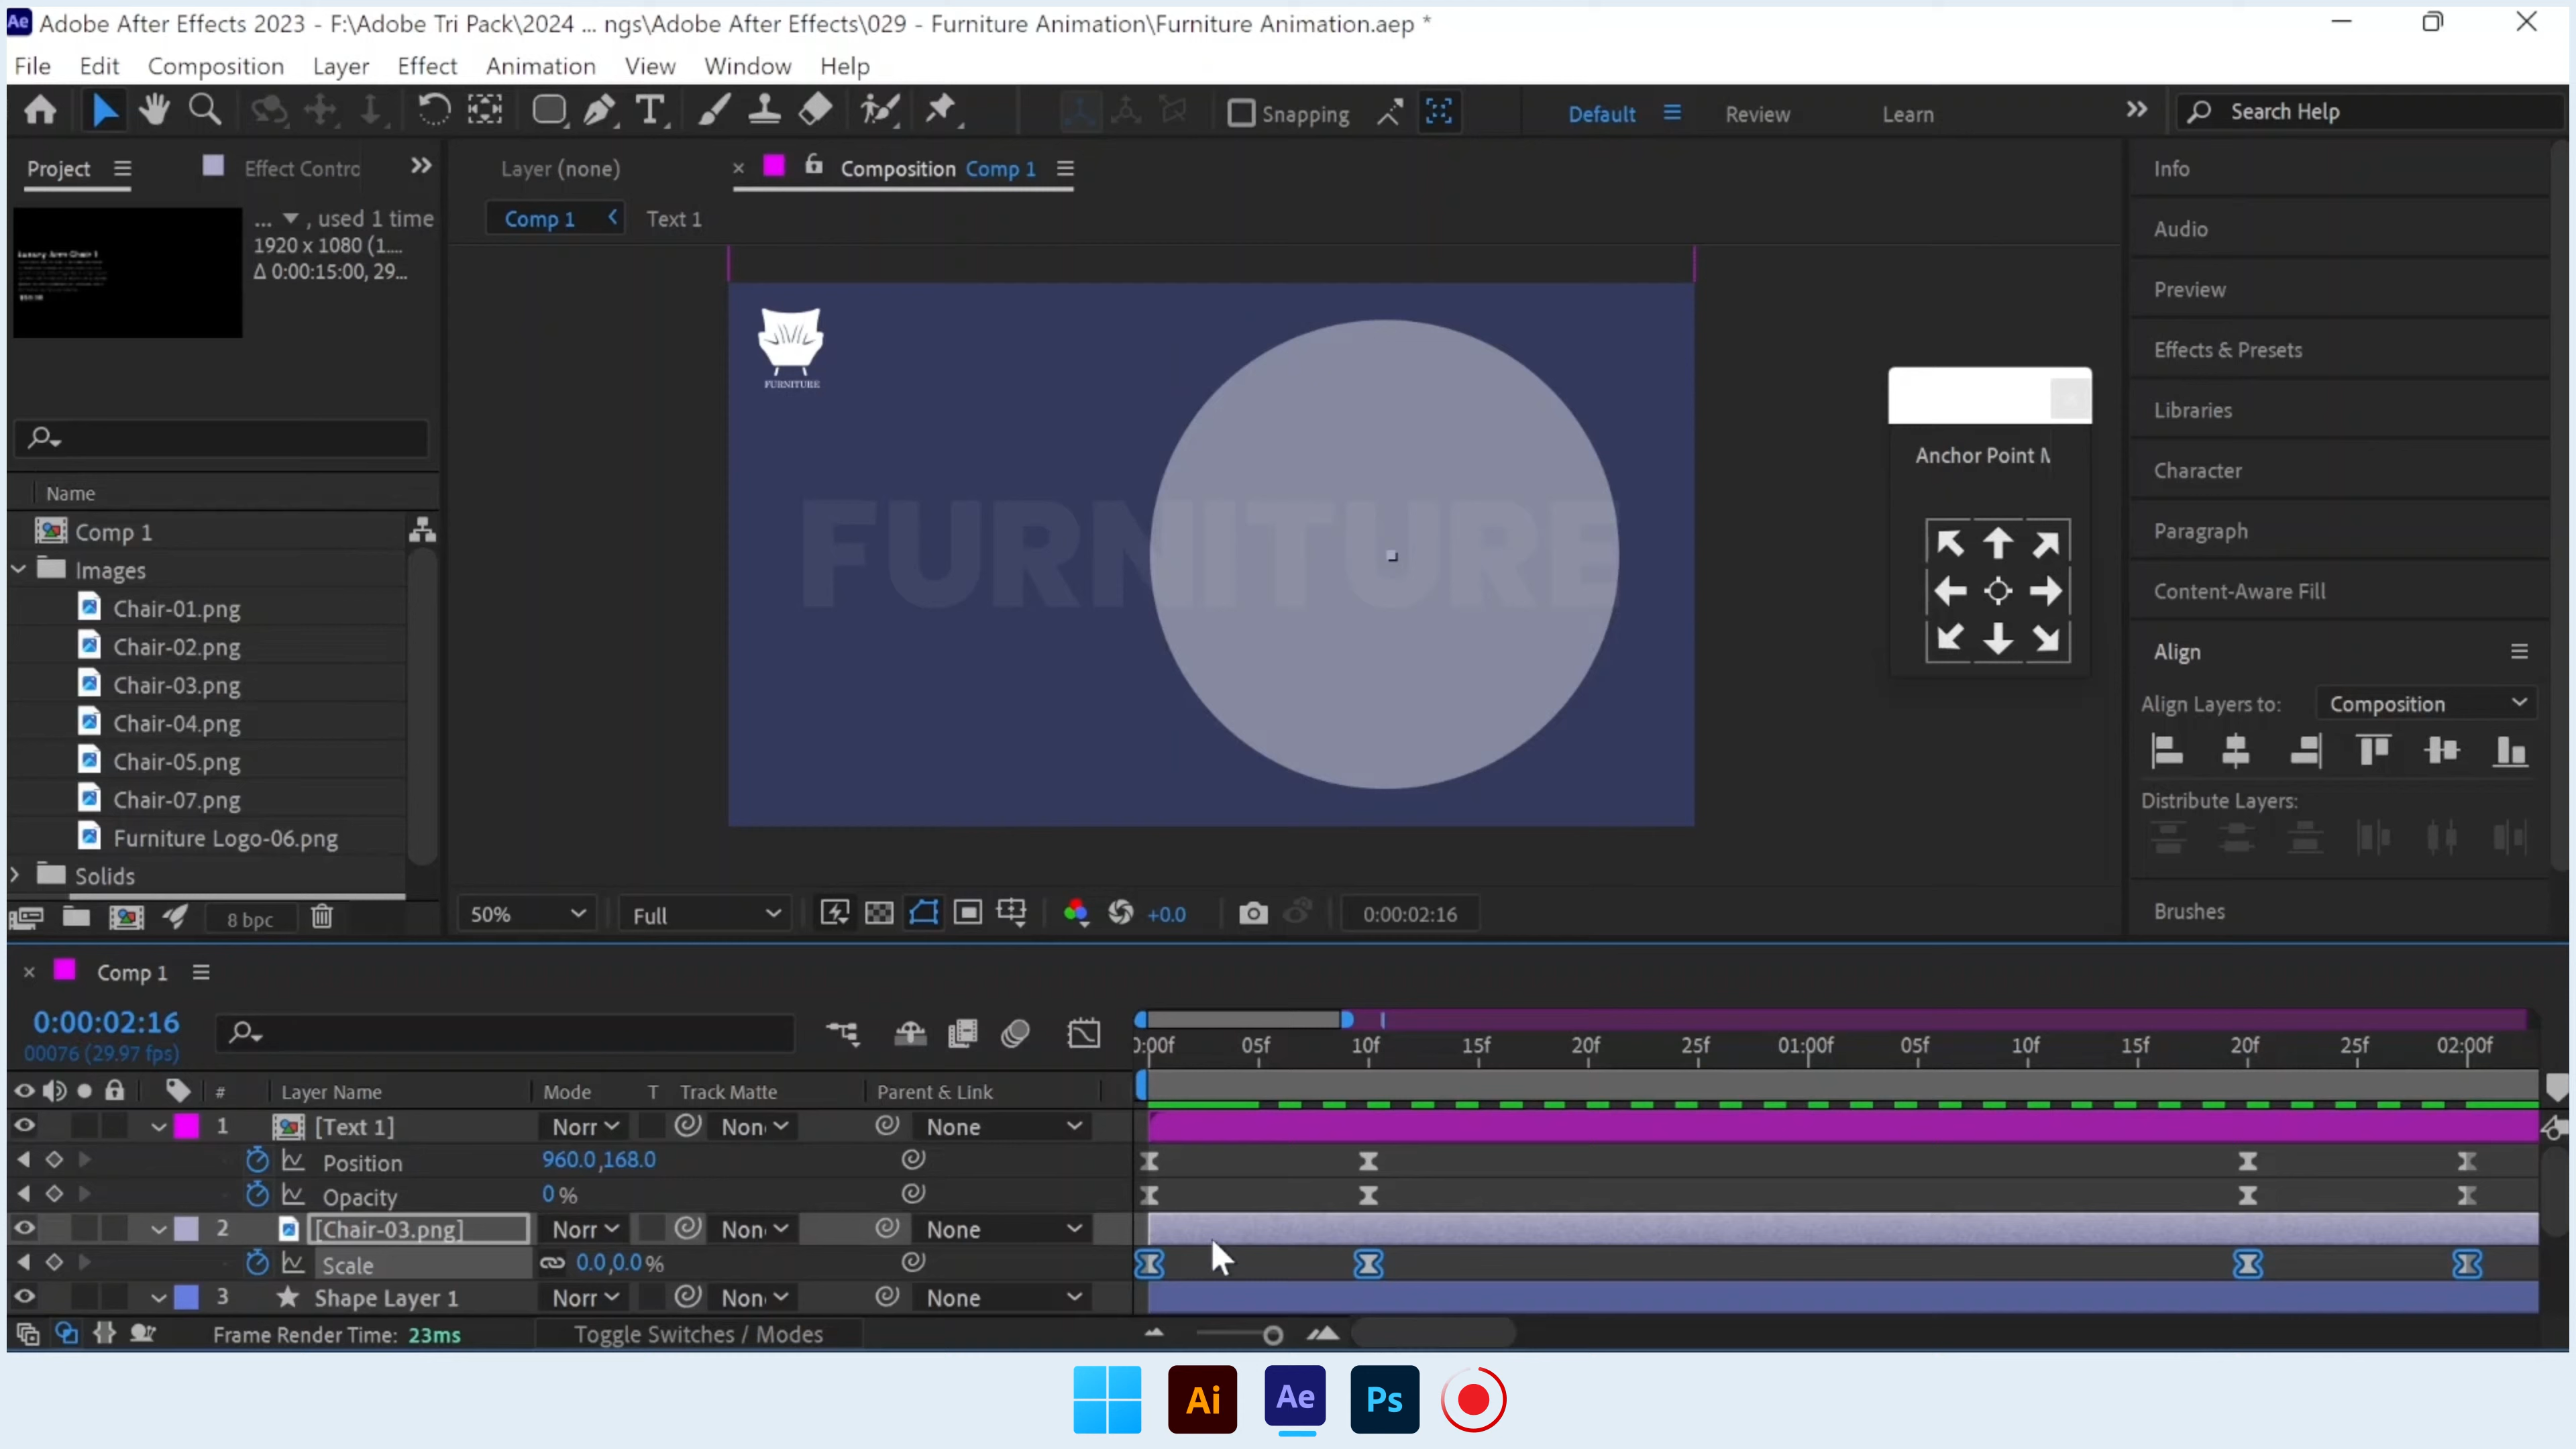 Ae Adobe After Effects 2023 - F:\Adobe Tri Pack\2024 ... ngs\Adobe After Effects\029 - Furniture Animation\Furniture Animation.aep *
File Edit Composition Layer Effect Animation View Window Help
Snapping Default Review Learn Search Help
Project Effect Contro Layer (none) Composition Comp 1
... , used 1 time
1920 x 1080 (1....
Δ 0:00:15:00, 29...
Luxury Arm Chair 1
Comp 1 Text 1
FURNITURE
FURNITURE
Anchor Point M
Name
Comp 1
Images
Chair-01.png
Chair-02.png
Chair-03.png
Chair-04.png
Chair-05.png
Chair-07.png
Furniture Logo-06.png
Solids
8 bpc
50% Full +0.0 0:00:02:16
Info
Audio
Preview
Effects & Presets
Libraries
Character
Paragraph
Content-Aware Fill
Align
Align Layers to: Composition
Distribute Layers:
Brushes
Comp 1
0:00:02:16
00076 (29.97 fps)
0:00f 05f 10f 15f 20f 25f 01:00f 05f 10f 15f 20f 25f 02:00f
# Layer Name Mode T Track Matte Parent & Link
1 [Text 1] Norr Non None
Position 960.0,168.0
Opacity 0 %
2 [Chair-03.png] Norr Non None
Scale 0.0,0.0 %
3 Shape Layer 1 Norr Non None
Frame Render Time: 23ms Toggle Switches / Modes
Ai Ae Ps